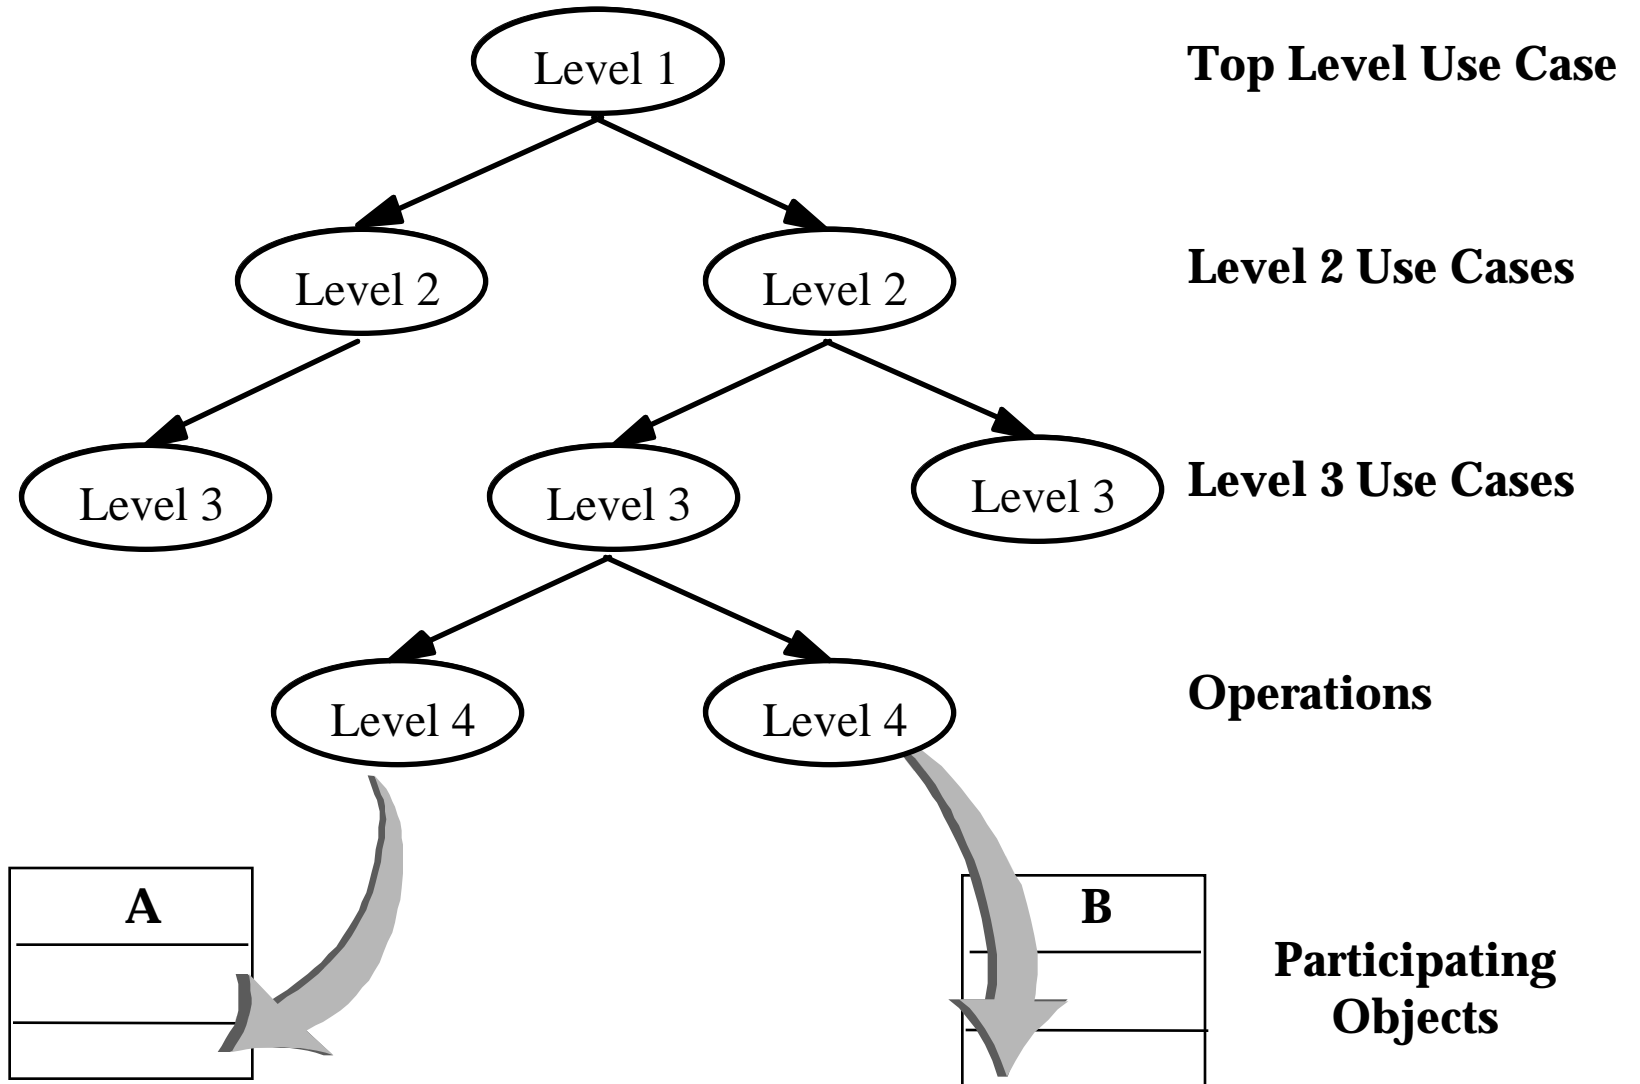 Level 1
Top Level Use Case
Level 2
Level 2
Level 2 Use Cases
Level 3
Level 3
Level 3
Level 3 Use Cases
Level 4
Level 4
Operations
A
B
Participating
Objects